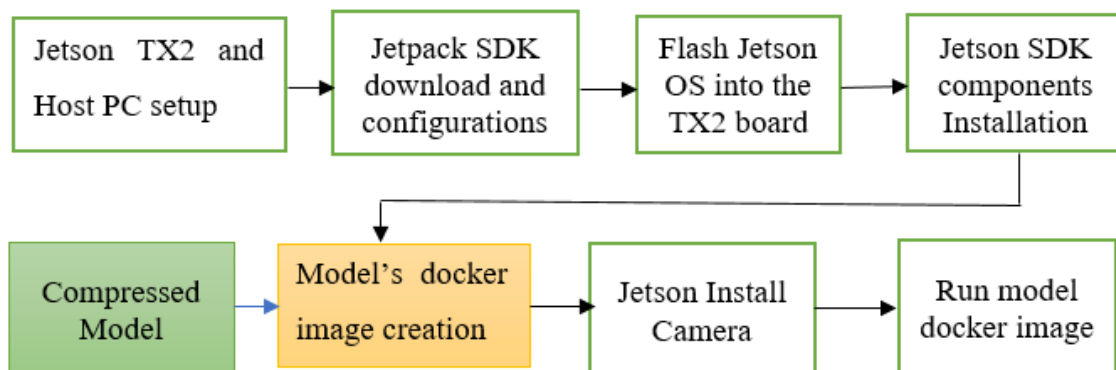 Jetson TX2 and
Host PC setup
Jetpack SDK
download and
configurations
Flash Jetson
OS into the
TX2 board
Jetson SDK
components
Installation
Compressed
Model
Model’s docker
image creation
Jetson Install
Camera
Run model
docker image